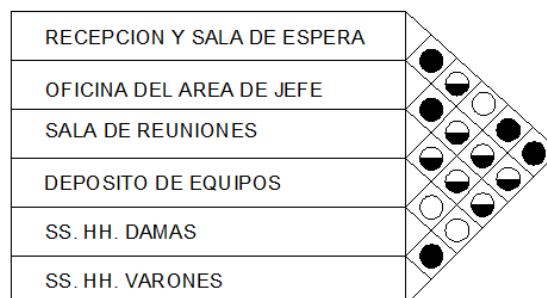 RECEPCION Y SALA DE ESPERA
OFICINA DEL AREA DE JEFE
SALA DE REUNIONES
DEPOSITO DE EQUIPOS
SS. HH. DAMAS
SS. HH. VARONES